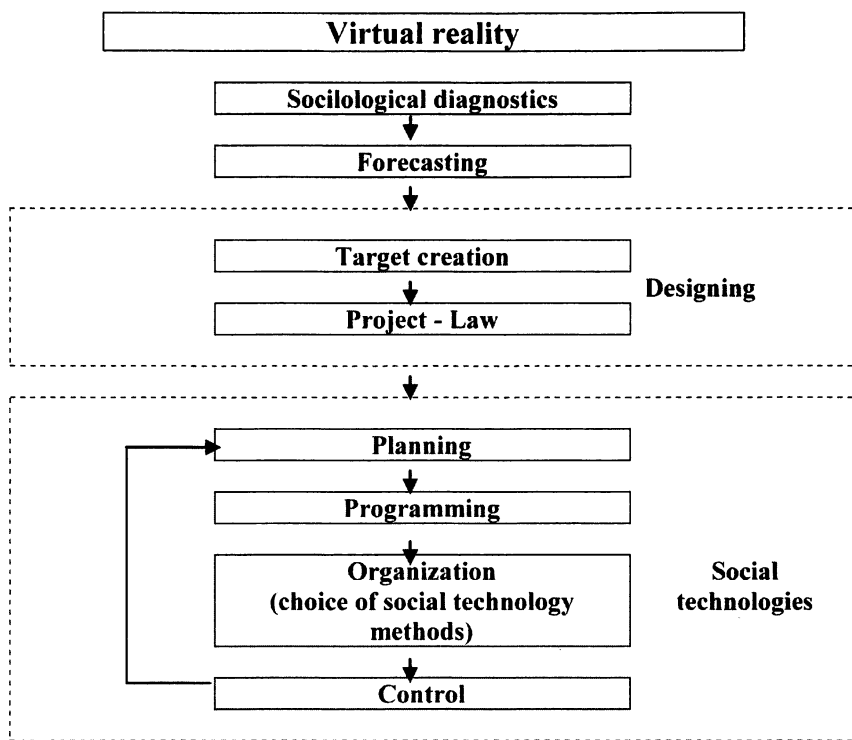 Virtual reality
Socilological diagnostics
Forecasting
Target creation
Designing
Project - Law
Planning
Programming
Organization
(choice of social technology
methods)
Social
technologies
Control